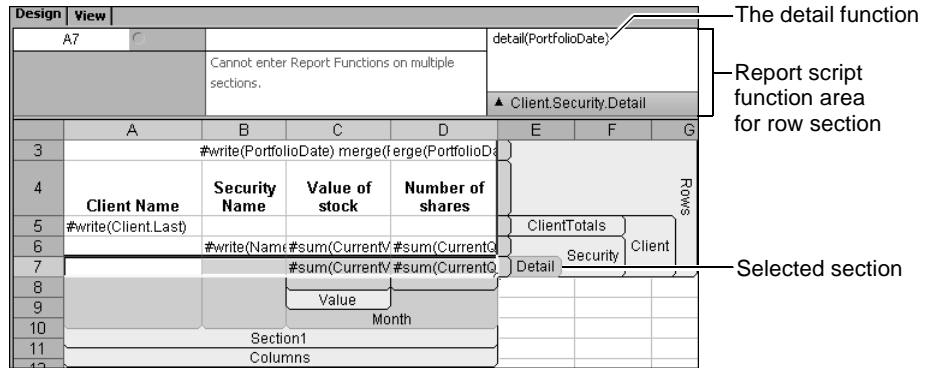 Design View
The detail function
A7
detail(PortfolioDate)
Cannot enter Report Functions on multiple
sections.
Report script
function area
for row section
▲ Client.Security.Detail
A B C D E F G
3 #write(PortfolioDate) merge(ferge(PortfolioDa
4 Client Name
Security
Name
Value of
stock
Number of
shares
Rows
5 #write(Client.Last)
ClientTotals
6 #write(Name #sum(CurrentV #sum(CurrentQ
Security
Client
7 #sum(CurrentV #sum(CurrentQ
Detail
Selected section
8
9 Value
Month
10
Section1
11
Columns
12